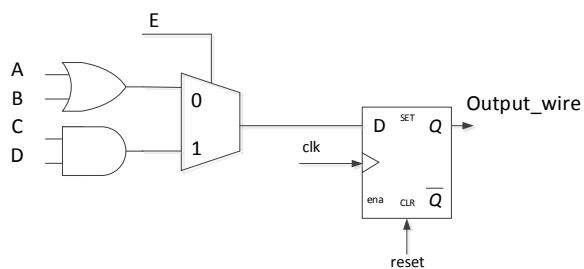 E
A
B
C
D
0
1
clk
D SET Q
ena CLR Q
Output_wire
reset